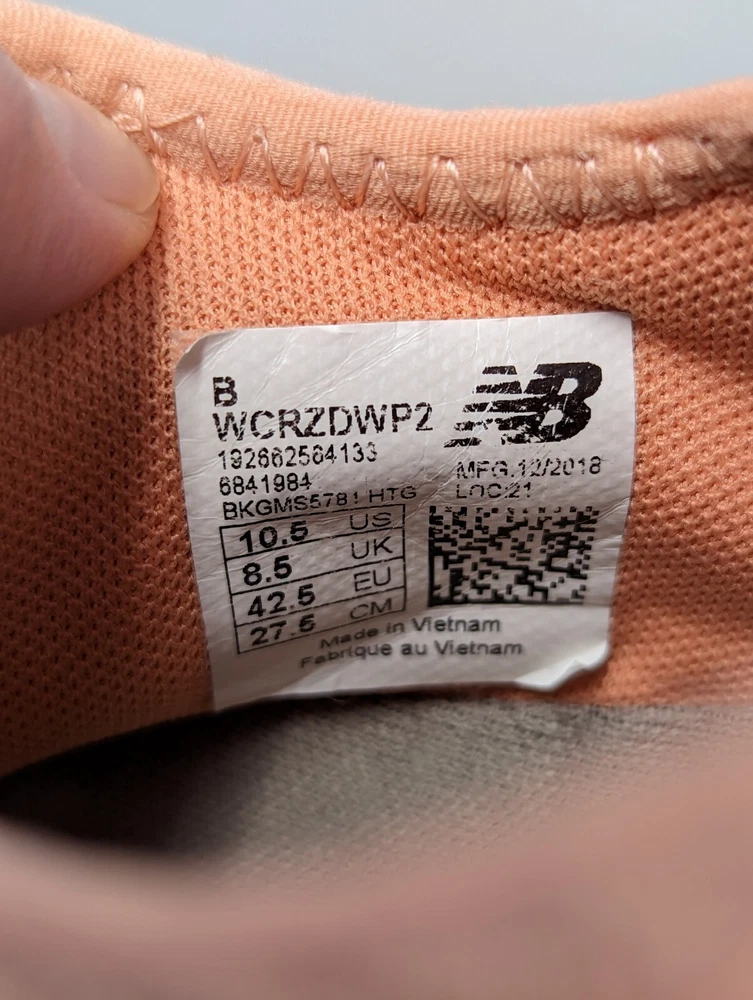 B
WCRZDWP2
NB
192662564133
6841984
MFG.12/2018
BKGMS5781 HTG
LOC:21
10.5 US
8.5 UK
42.5 EU
27.5 CM
Made in Vietnam
Fabrique au Vietnam